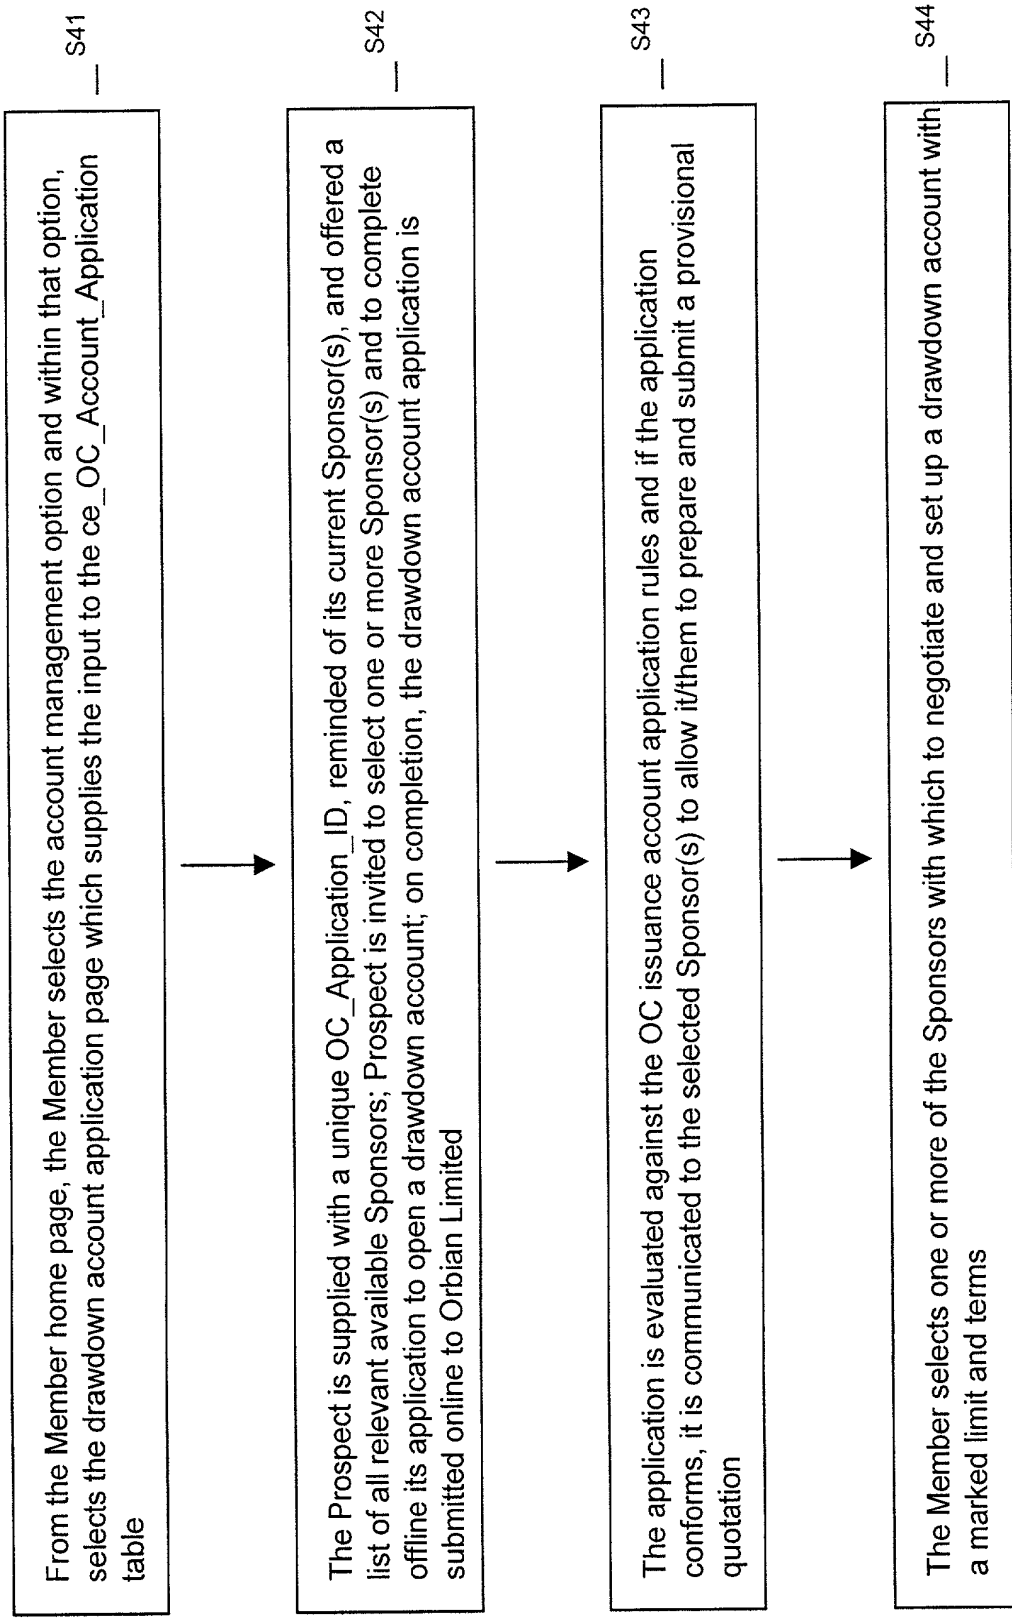 From the Member home page, the Member selects the account management option and within that option,
selects the drawdown account application page which supplies the input to the ce_OC_Account_Application
table
S41
The Prospect is supplied with a unique OC_Application_ID, reminded of its current Sponsor(s), and offered a
list of all relevant available Sponsors; Prospect is invited to select one or more Sponsor(s) and to complete
offline its application to open a drawdown account; on completion, the drawdown account application is
submitted online to Orbian Limited
S42
The application is evaluated against the OC issuance account application rules and if the application
conforms, it is communicated to the selected Sponsor(s) to allow it/them to prepare and submit a provisional
quotation
S43
The Member selects one or more of the Sponsors with which to negotiate and set up a drawdown account with
a marked limit and terms
S44